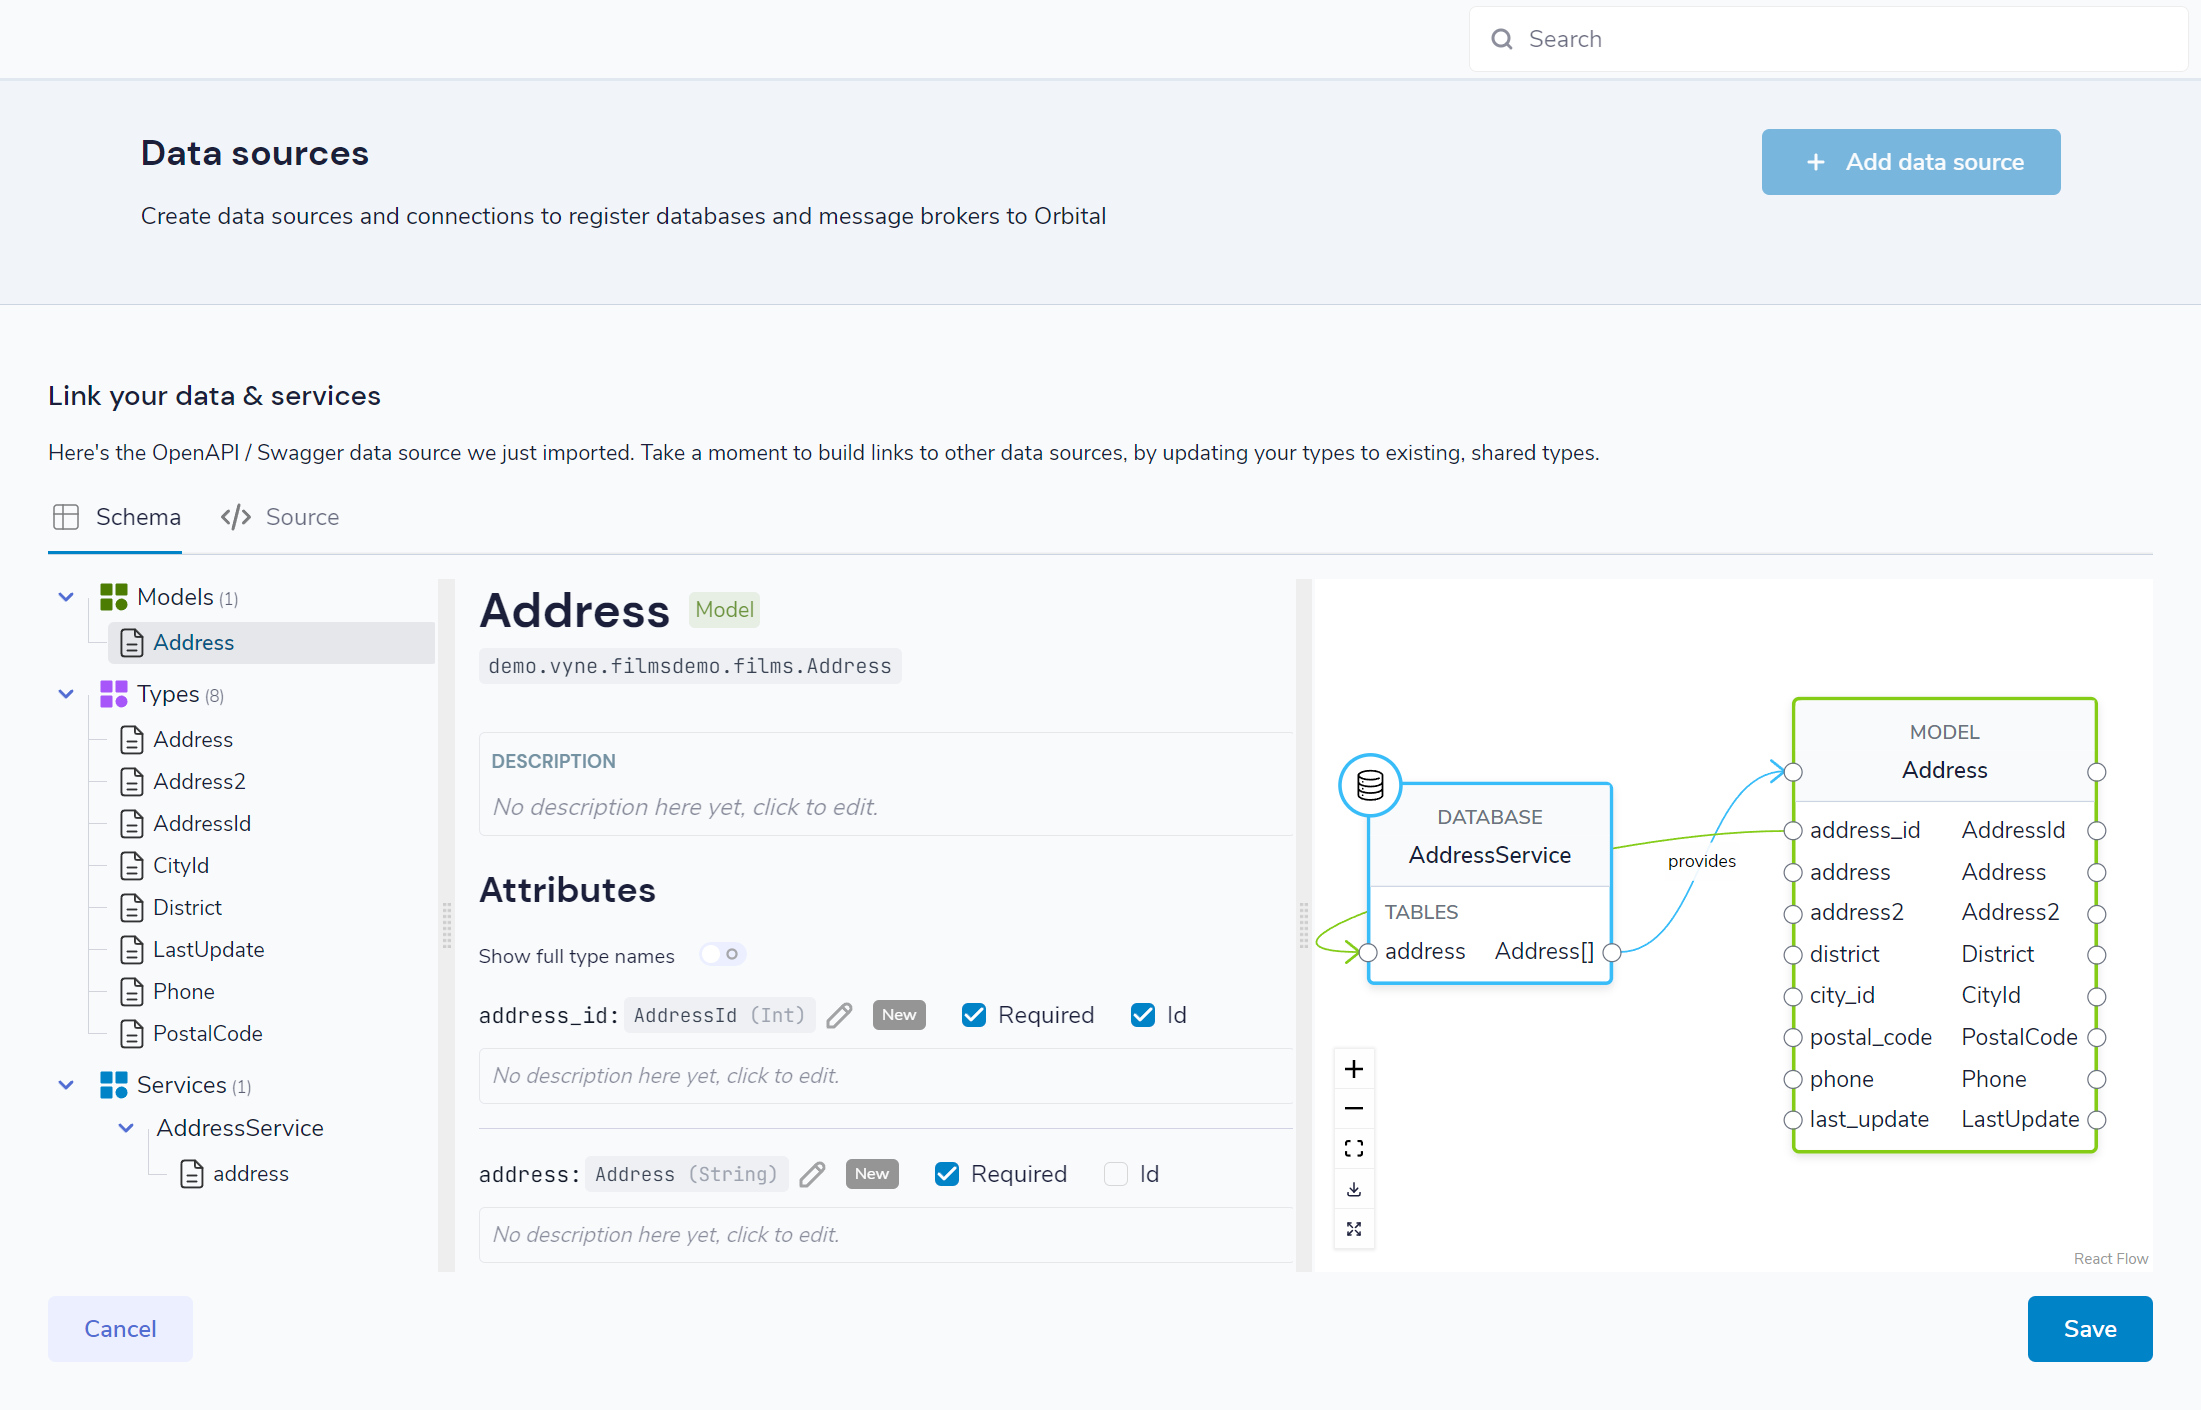 Search
Data sources
Add data source
Create data sources and connections to register databases and message brokers to Orbital
Link your data & services
Here's the OpenAPI / Swagger data source we just imported. Take a moment to build links to other data sources, by updating your types to existing, shared types.
Schema
Source
Models (1)
Address
Types (8)
Address
Address2
AddressId
CityId
District
LastUpdate
Phone
PostalCode
Services (1)
AddressService
address
Address Model
demo.vyne.filmsdemo.films.Address
DESCRIPTION
No description here yet, click to edit.
Attributes
Show full type names
address_id: AddressId (Int) New Required Id
No description here yet, click to edit.
address: Address (String) New Required Id
No description here yet, click to edit.
DATABASE
AddressService
TABLES
address Address[]
provides
MODEL
Address
address_id AddressId
address Address
address2 Address2
district District
city_id CityId
postal_code PostalCode
phone Phone
last_update LastUpdate
React Flow
Cancel
Save